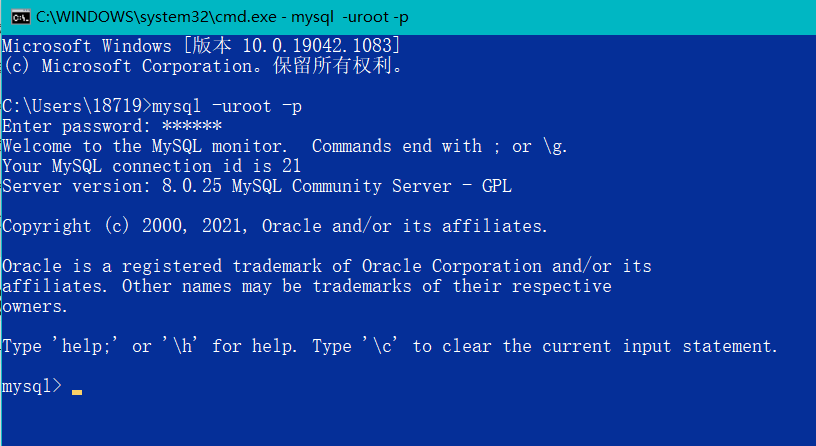 C:\WINDOWS\system32\cmd.exe - mysql  -uroot -p
Microsoft Windows [版本 10.0.19042.1083]
(c) Microsoft Corporation。保留所有权利。
C:\Users\18719>mysql -uroot -p
Enter password: ******
Welcome to the MySQL monitor.  Commands end with ; or \g.
Your MySQL connection id is 21
Server version: 8.0.25 MySQL Community Server - GPL
Copyright (c) 2000, 2021, Oracle and/or its affiliates.
Oracle is a registered trademark of Oracle Corporation and/or its
affiliates. Other names may be trademarks of their respective
owners.
Type 'help;' or '\h' for help. Type '\c' to clear the current input statement.
mysql>